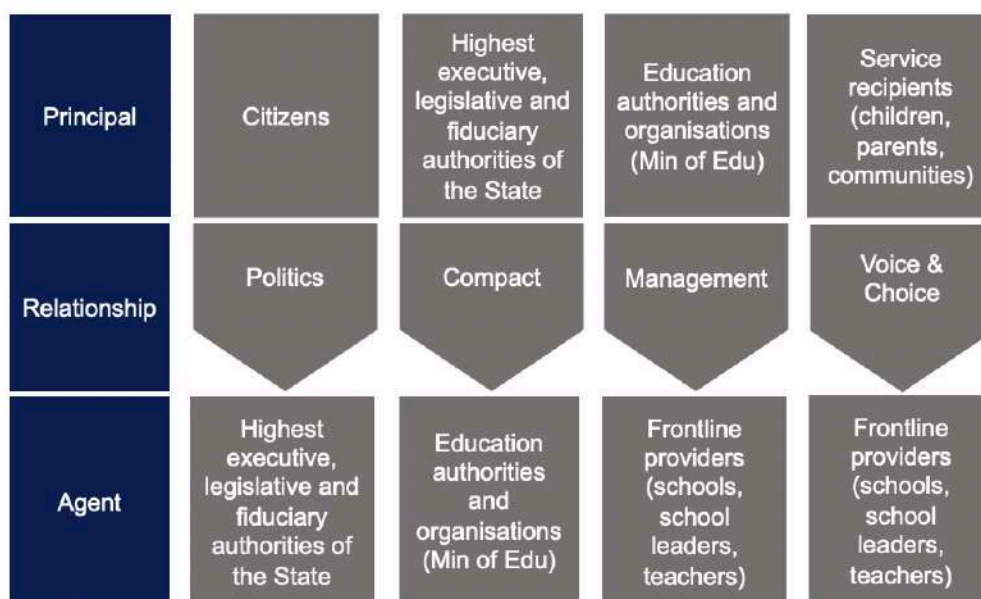 Principal
Citizens
Highest
executive,
legislative and
fiduciary
authorities of
the State
Education
authorities and
organisations
(Min of Edu)
Service
recipients
(children,
parents,
communities)
Relationship
Politics
Compact
Management
Voice &
Choice
Agent
Highest
executive,
legislative and
fiduciary
authorities of
the State
Education
authorities
and
organisations
(Min of Edu)
Frontline
providers
(schools,
school
leaders,
teachers)
Frontline
providers
(schools,
school
leaders,
teachers)